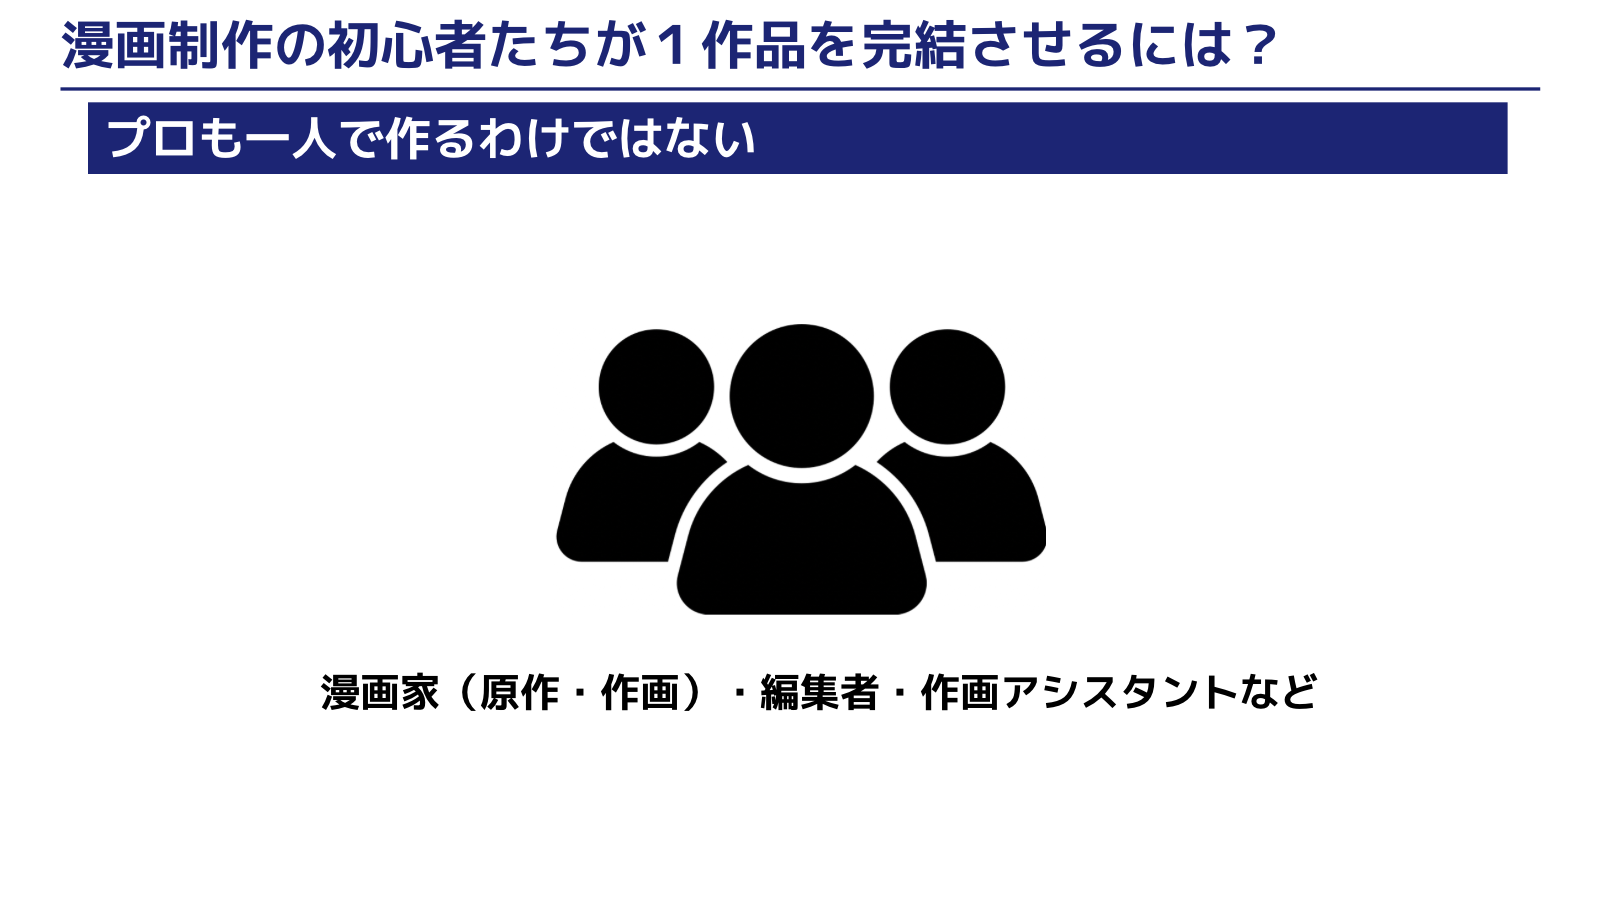 漫画制作の初心者たちが１作品を完結させるには？
プロも一人で作るわけではない
漫画家（原作・作画）・編集者・作画アシスタントなど